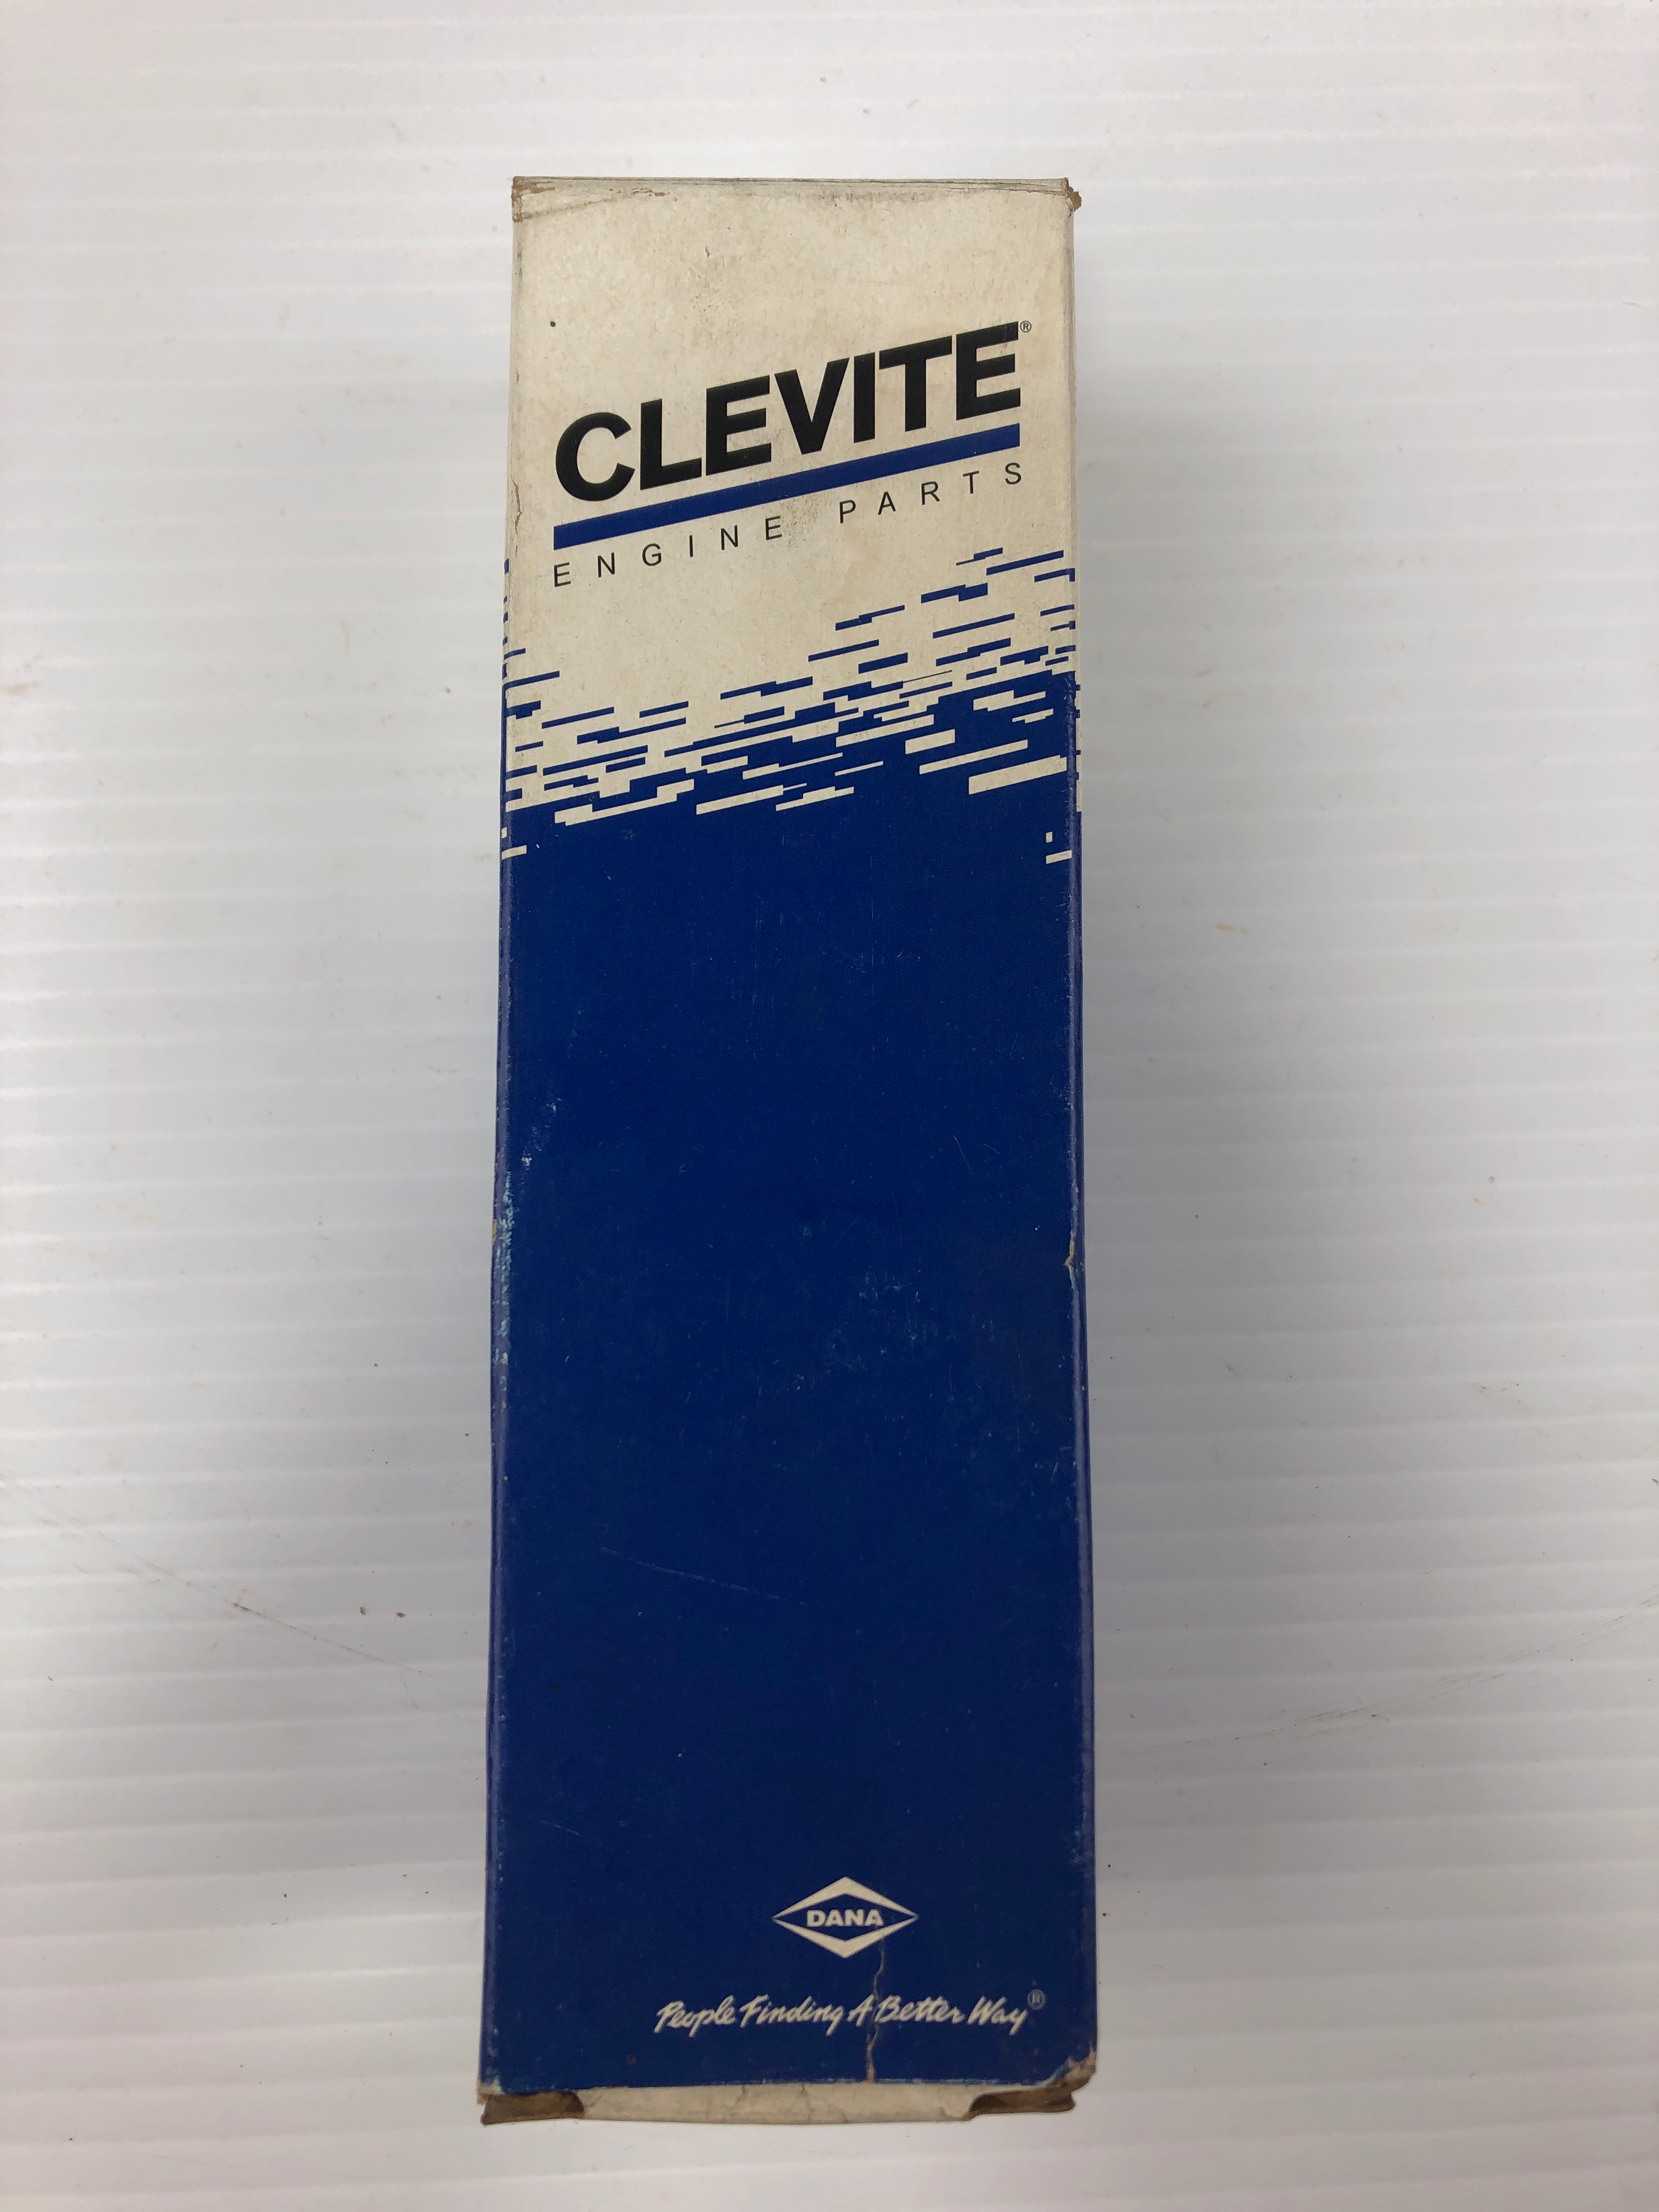 CLEVITE®
ENGINE PARTS
DANA
People Finding A Better Way®